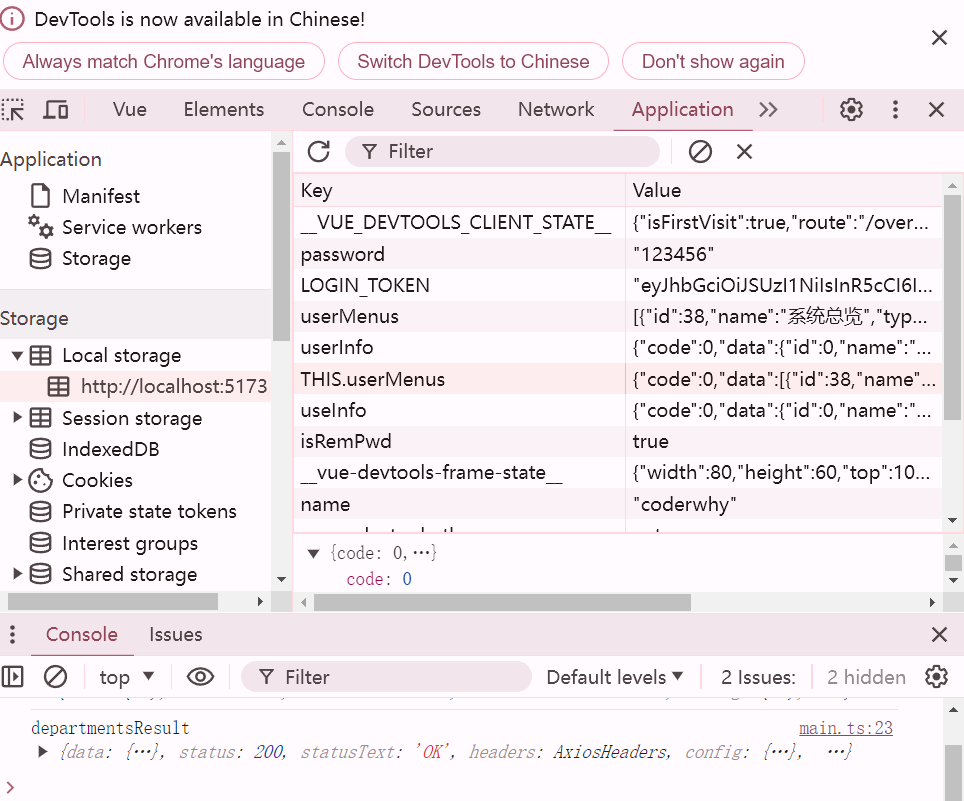 DevTools is now available in Chinese!
Always match Chrome's language Switch DevTools to Chinese Don't show again
Vue Elements Console Sources Network Application
Application
Manifest
Service workers
Storage
Storage
Local storage
http://localhost:5173
Session storage
IndexedDB
Cookies
Private state tokens
Interest groups
Shared storage
Filter
Key Value
__VUE_DEVTOOLS_CLIENT_STATE__ {"isFirstVisit":true,"route":"/over...
password "123456"
LOGIN_TOKEN "eyJhbGciOiJSUzI1NiIsInR5cCI6I...
userMenus [{"id":38,"name":"系统总览","typ...
userInfo {"code":0,"data":{"id":0,"name":"...
THIS.userMenus {"code":0,"data":[{"id":38,"name"...
useInfo {"code":0,"data":{"id":0,"name":"...
isRemPwd true
__vue-devtools-frame-state__ {"width":80,"height":60,"top":10...
name "coderwhy"
▼ {code: 0,…}
code: 0
Console Issues
top ▼ Filter Default levels ▼ 2 Issues: 2 hidden
departmentsResult main.ts:23
▶ {data: {…}, status: 200, statusText: 'OK', headers: AxiosHeaders, config: {…}, …}